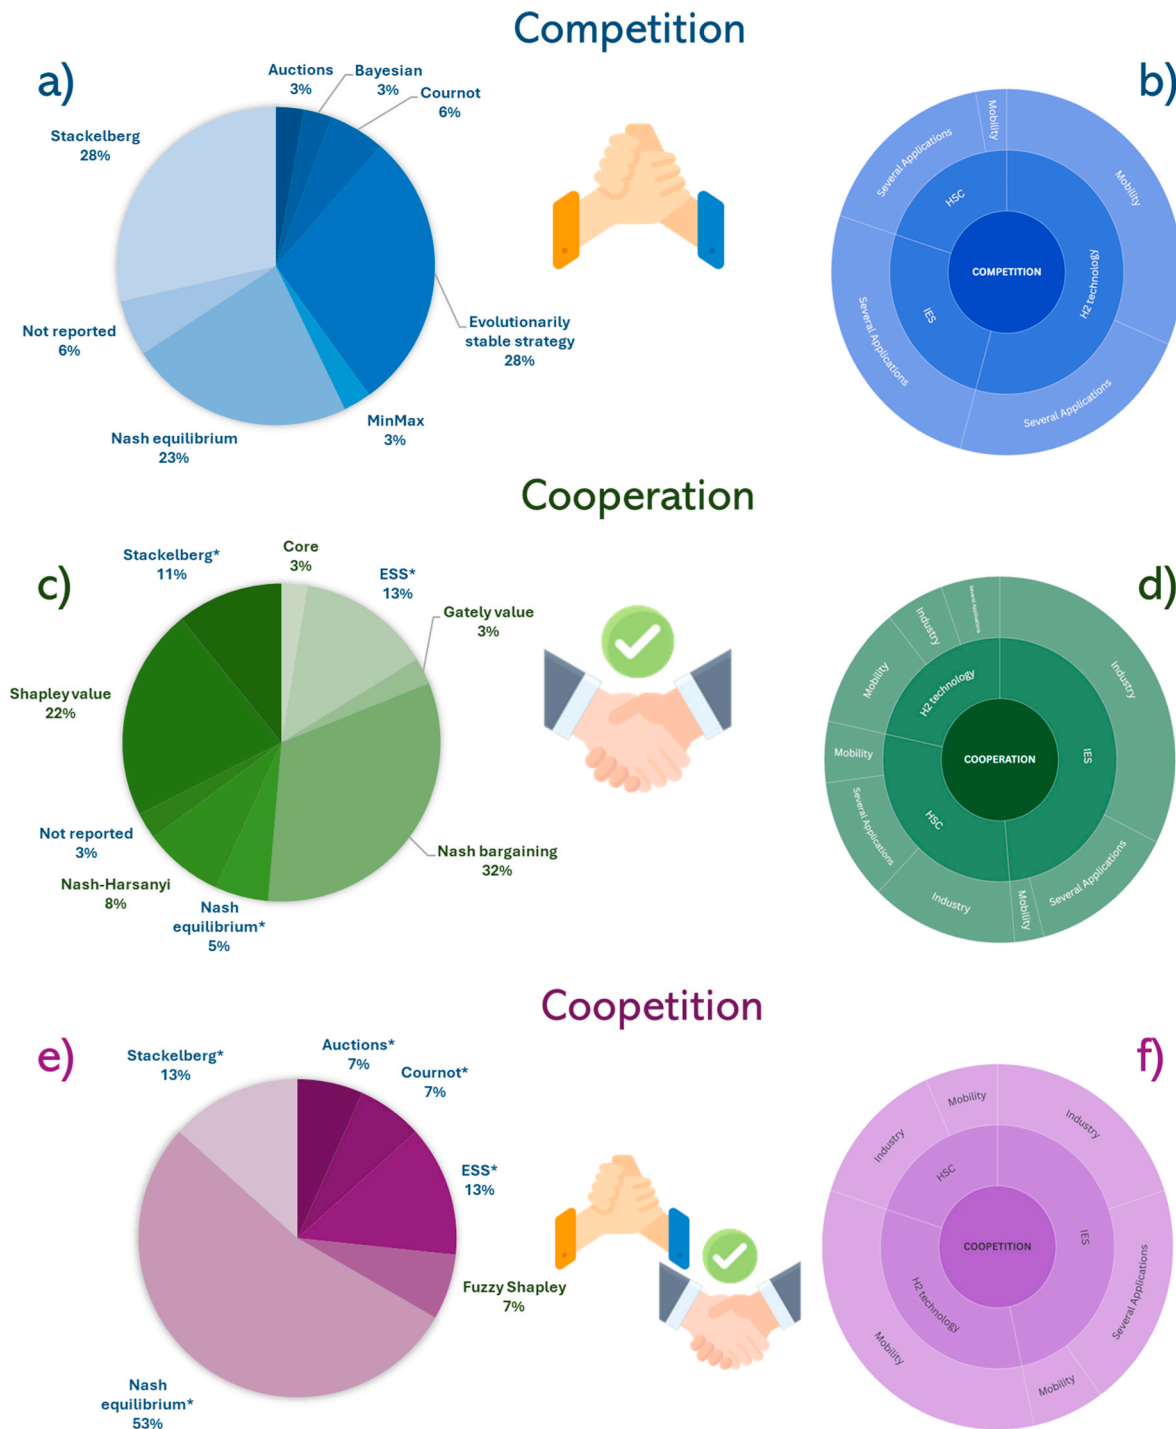 Competition
a)
Auctions
3%
Bayesian
3%
Cournot
6%
Stackelberg
28%
Evolutionarily
stable strategy
28%
Not reported
6%
MinMax
3%
Nash equilibrium
23%
b)
Mobility
Mobility
Several Applications
HSC
H2 technology
COMPETITION
IES
Several Applications
Several Applications
Cooperation
c)
Stackelberg*
11%
Core
3%
ESS*
13%
Gately value
3%
Shapley value
22%
Not reported
3%
Nash-Harsanyi
8%
Nash
equilibrium*
5%
Nash bargaining
32%
d)
Several Applications
Industry
Industry
Mobility
H2 technology
IES
COOPERATION
Mobility
HSC
Several Applications
Several Applications
Industry
Mobility
Coopetition
e)
Stackelberg*
13%
Auctions*
7%
Cournot*
7%
ESS*
13%
Fuzzy Shapley
7%
Nash
equilibrium*
53%
f)
Mobility
Industry
Industry
HSC
IES
COOPETITION
H2 technology
Several Applications
Mobility
Mobility